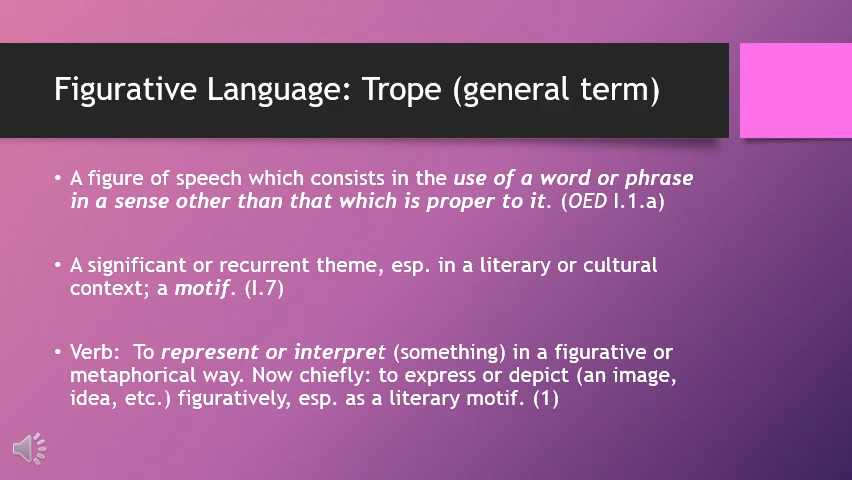 Figurative Language: Trope (general term)
• A figure of speech which consists in the use of a word or phrase
in a sense other than that which is proper to it. (OED I.1.a)
• A significant or recurrent theme, esp. in a literary or cultural
context; a motif. (I.7)
• Verb:  To represent or interpret (something) in a figurative or
metaphorical way. Now chiefly: to express or depict (an image,
idea, etc.) figuratively, esp. as a literary motif. (1)